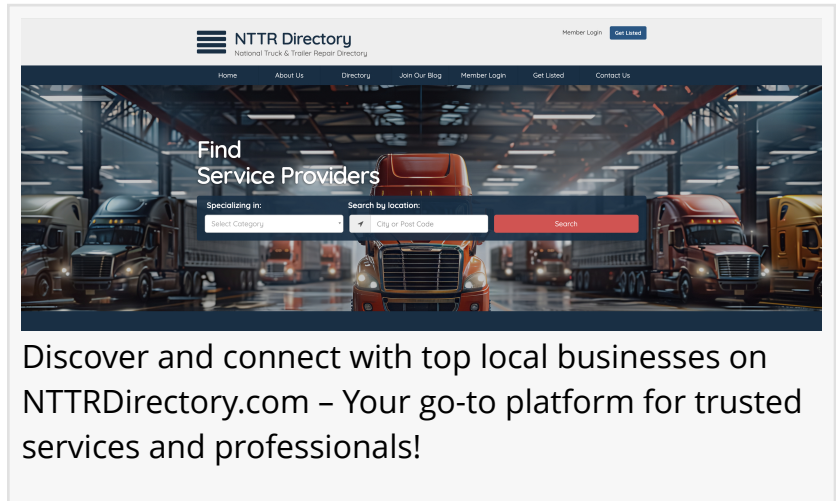 NTTR Directory
National Truck & Trailer Repair Directory
Member Login Get Listed
Home About Us Directory Join Our Blog Member Login Get Listed Contact Us
Find
Service Providers
Specializing in: Search by location:
Select Category City or Post Code Search
Discover and connect with top local businesses on
NTTRDirectory.com – Your go-to platform for trusted
services and professionals!